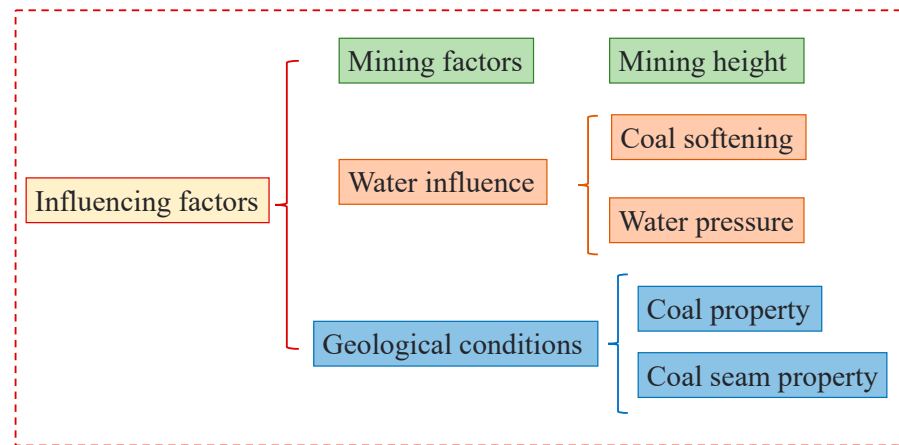 Influencing factors
Mining factors
Mining height
Water influence
Coal softening
Water pressure
Geological conditions
Coal property
Coal seam property